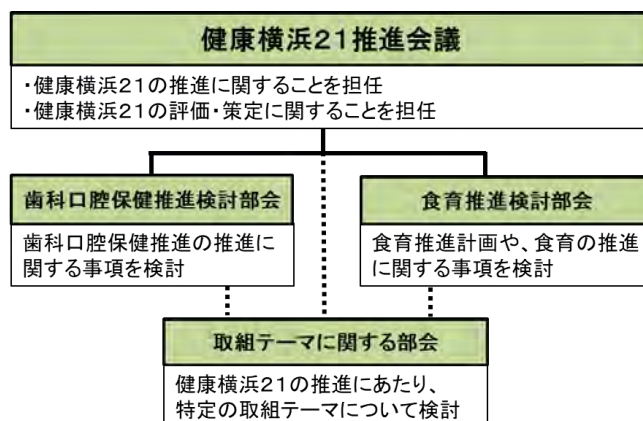 健康横浜21推進会議
・健康横浜21の推進に関することを担任
・健康横浜21の評価・策定に関することを担任
歯科口腔保健推進検討部会
歯科口腔保健推進の推進に
関する事項を検討
食育推進検討部会
食育推進計画や、食育の推進
に関する事項を検討
取組テーマに関する部会
健康横浜21の推進にあたり、
特定の取組テーマについて検討